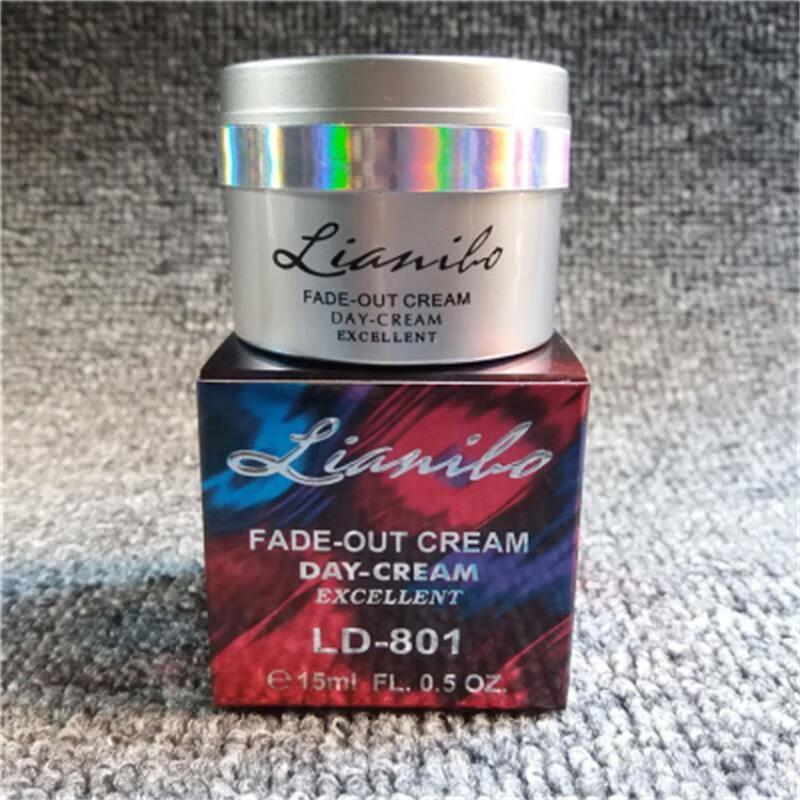 Lianibo
FADE-OUT CREAM
DAY-CREAM
EXCELLENT
Lianibo
FADE-OUT CREAM
DAY-CREAM
EXCELLENT
LD-801
℮ 15ml FL. 0.5 OZ.